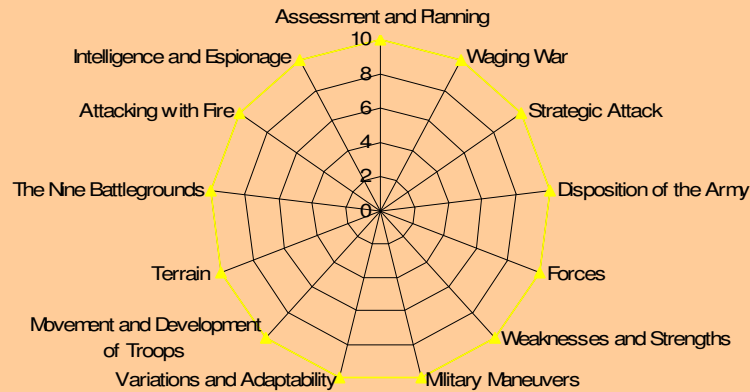 Assessment and Planning
10
Intelligence and Espionage
Waging War
8
Attacking with Fire
6
Strategic Attack
4
2
The Nine Battlegrounds
0
Disposition of the Army
Terrain
Forces
Movement and Development
of Troops
Weaknesses and Strengths
Variations and Adaptability
Military Maneuvers